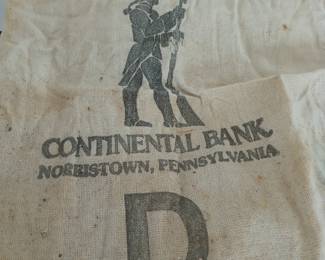 CONTINENTAL BANK
NORRISTOWN, PENNSYLVANIA
D